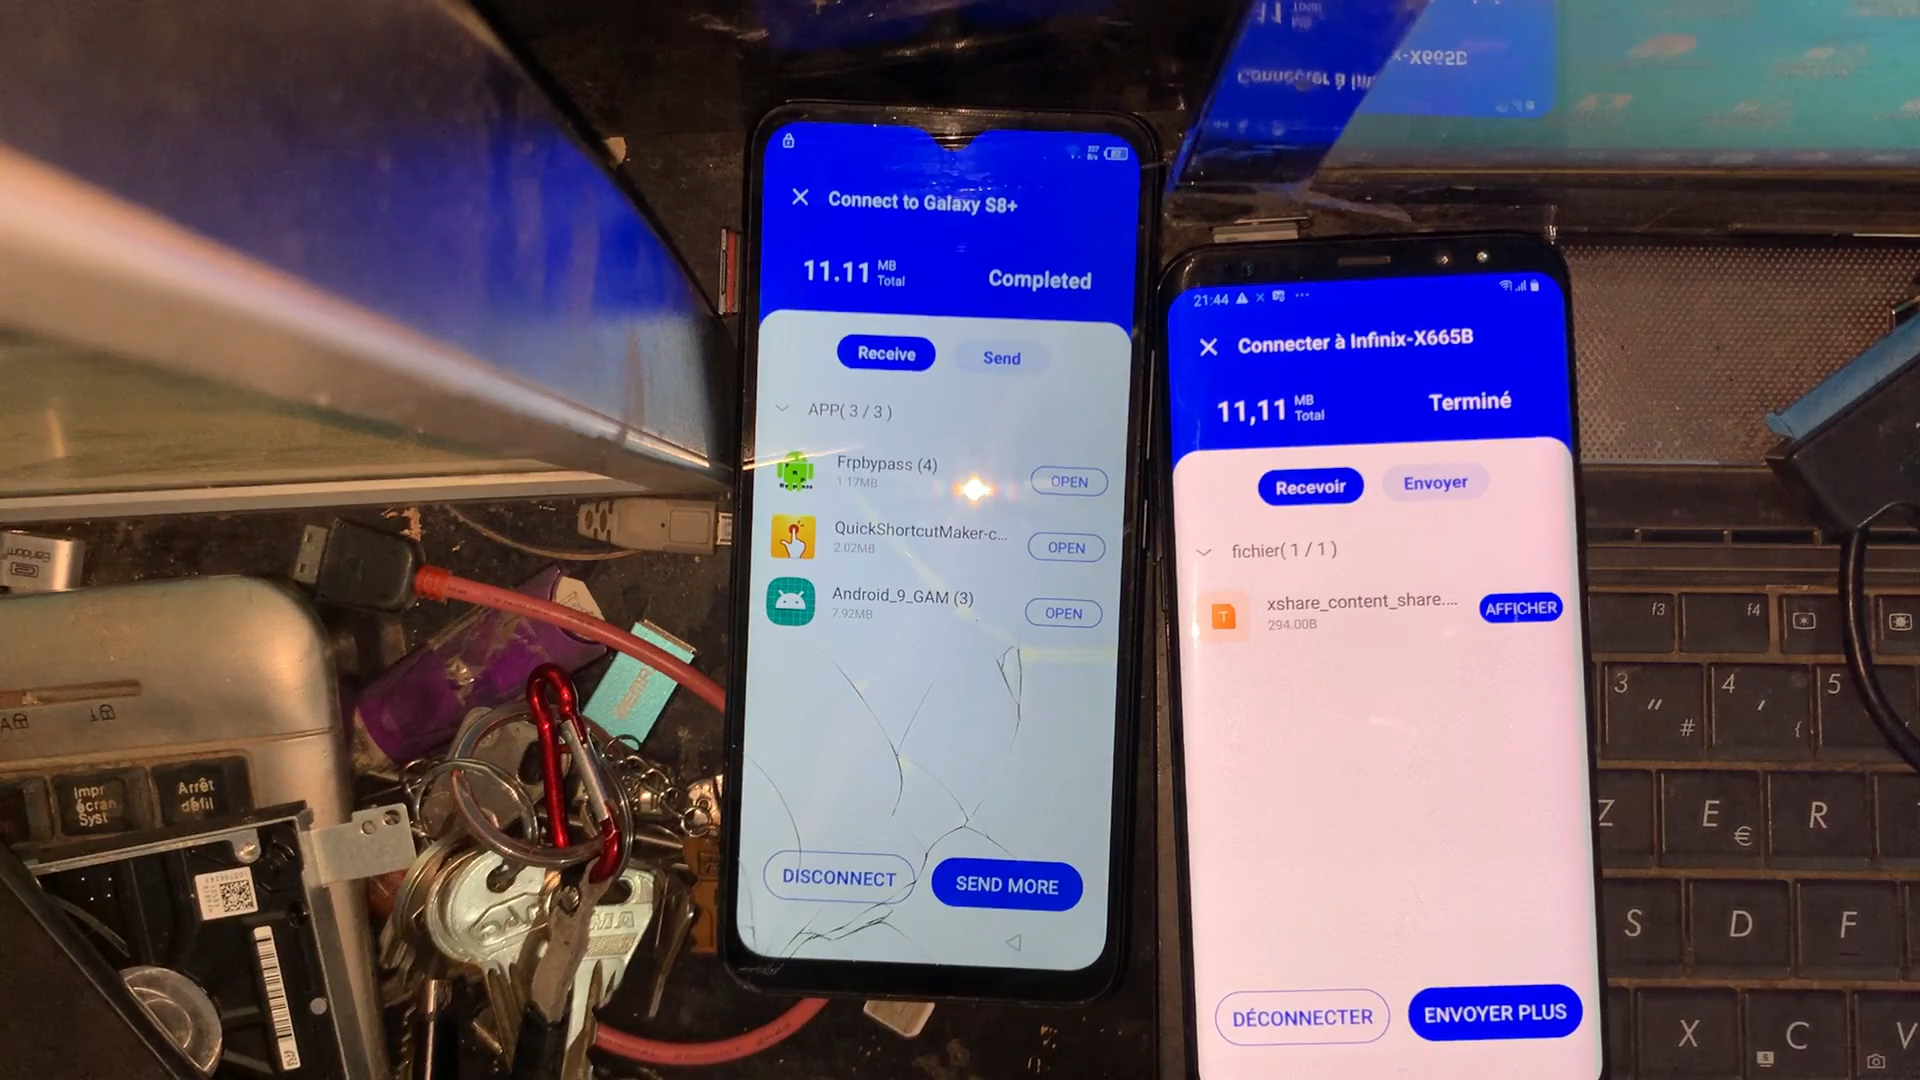 Connect to Galaxy S8+
11.11 MB Total
Completed
Receive
Send
APP( 3 / 3 )
Frpbypass (4)
1.17MB
OPEN
QuickShortcutMaker-c...
2.02MB
OPEN
Android_9_GAM (3)
7.92MB
OPEN
DISCONNECT
SEND MORE
21:44
Connecter à Infinix-X665B
11,11 MB Total
Terminé
Recevoir
Envoyer
fichier( 1 / 1 )
xshare_content_share....
294.00B
AFFICHER
DÉCONNECTER
ENVOYER PLUS
Impr écran Syst
Arrêt défil
f3
f4
3 " #
4 ' {
5
Z
E €
R
S
D
F
X
C
V